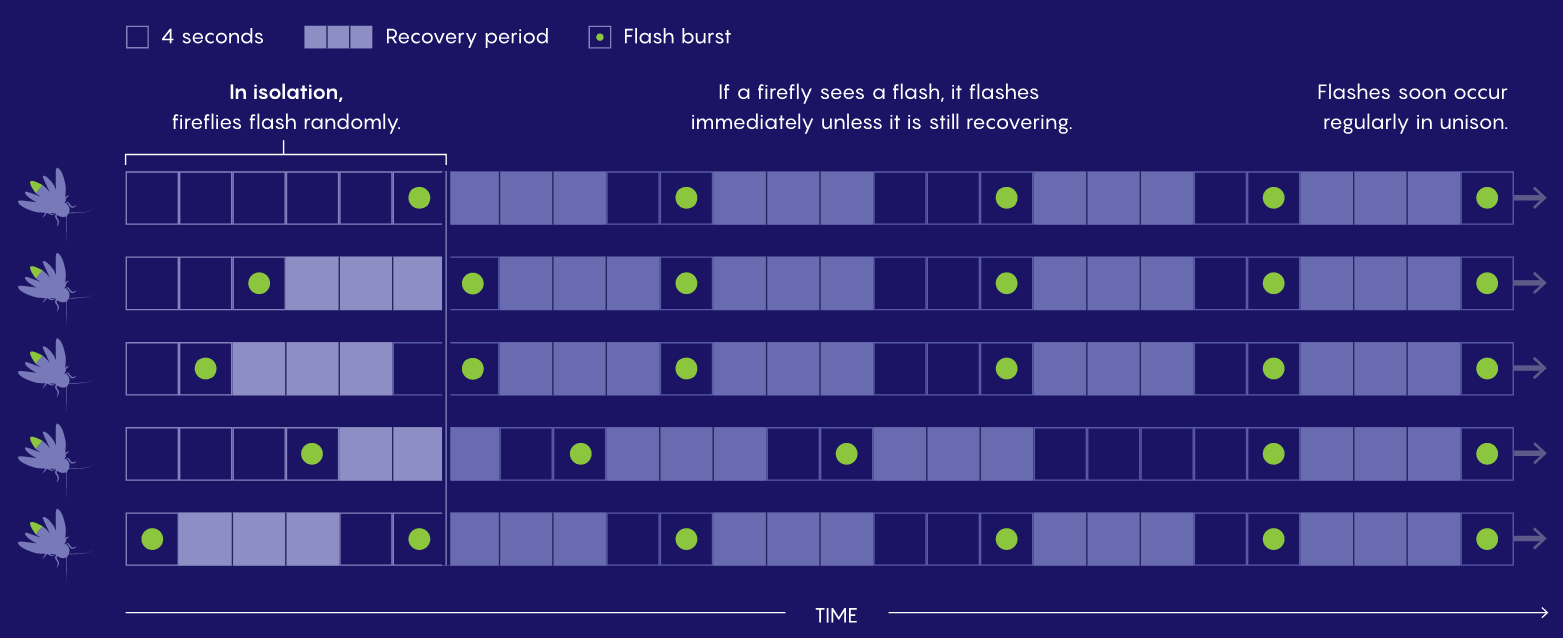 4 seconds
Recovery period
Flash burst
In isolation,
fireflies flash randomly.
If a firefly sees a flash, it flashes
immediately unless it is still recovering.
Flashes soon occur
regularly in unison.
TIME